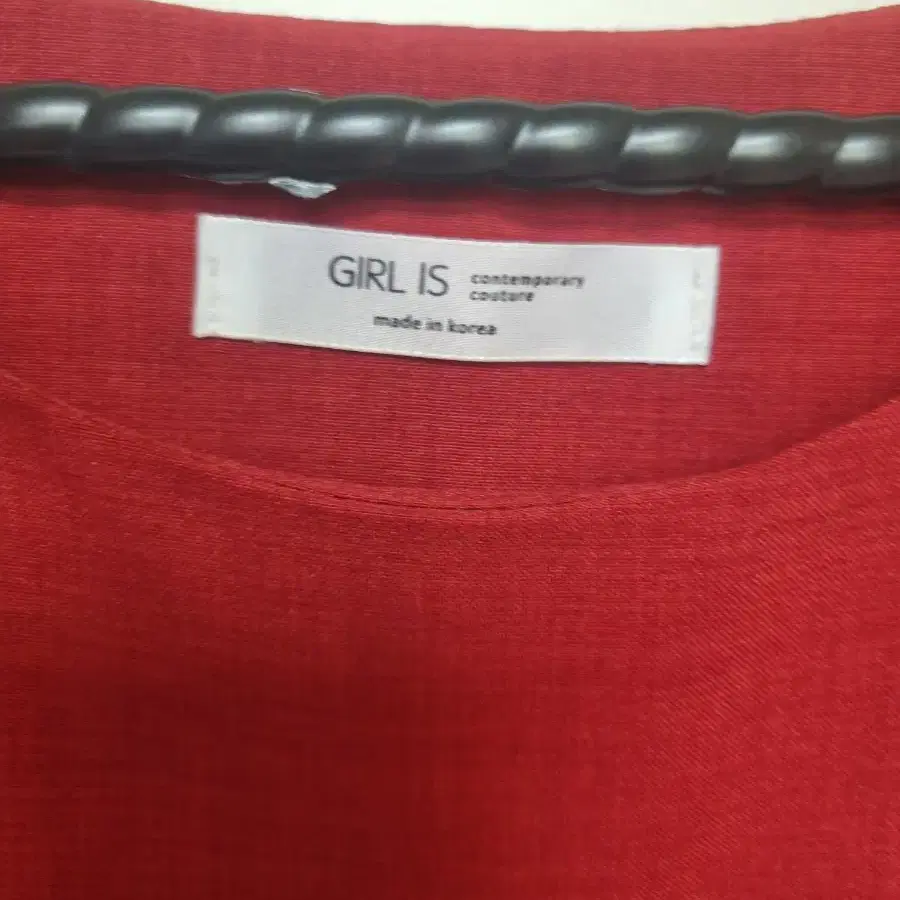 GIRL IS contemporary
couture
made in korea